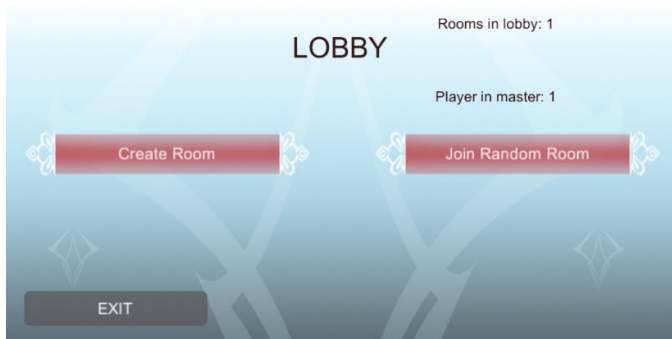 Rooms in lobby: 1
LOBBY
Player in master: 1
Create Room
Join Random Room
EXIT